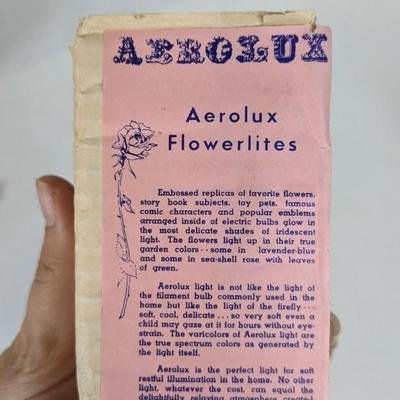 AEROLUX
Aerolux
Flowerlites
Embossed replicas of favorite flowers,
story book subjects, toy pets, famous
comic characters and popular emblems
arranged inside of electric bulbs glow in
the most delicate shades of iridescent
light. The flowers light up in their true
garden colors--some in lavender-blue
and some in sea-shell rose with leaves
of green.
Aerolux light is not like the light of
the filament bulb commonly used in the
home but like the light of the firefly---
soft, cool, delicate...so very soft even a
child may gaze at it for hours without eye-
strain. The varicolors of Aerolux light are
the true spectrum colors as generated by
the light itself.
Aerolux is the perfect light for soft
restful illumination in the home. No other
light, whatever the cost, can equal the
delightfully relaxing atmosphere created